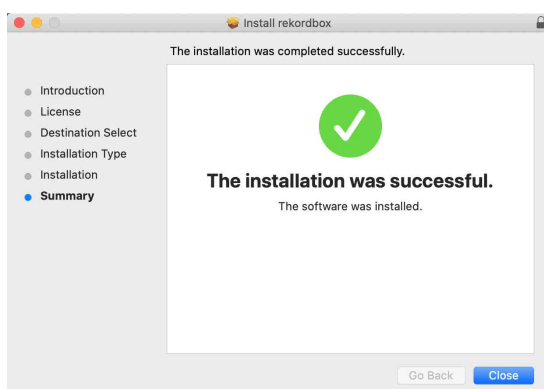 Install rekordbox
The installation was completed successfully.
Introduction
License
Destination Select
Installation Type
Installation
Summary
The installation was successful.
The software was installed.
Go Back
Close